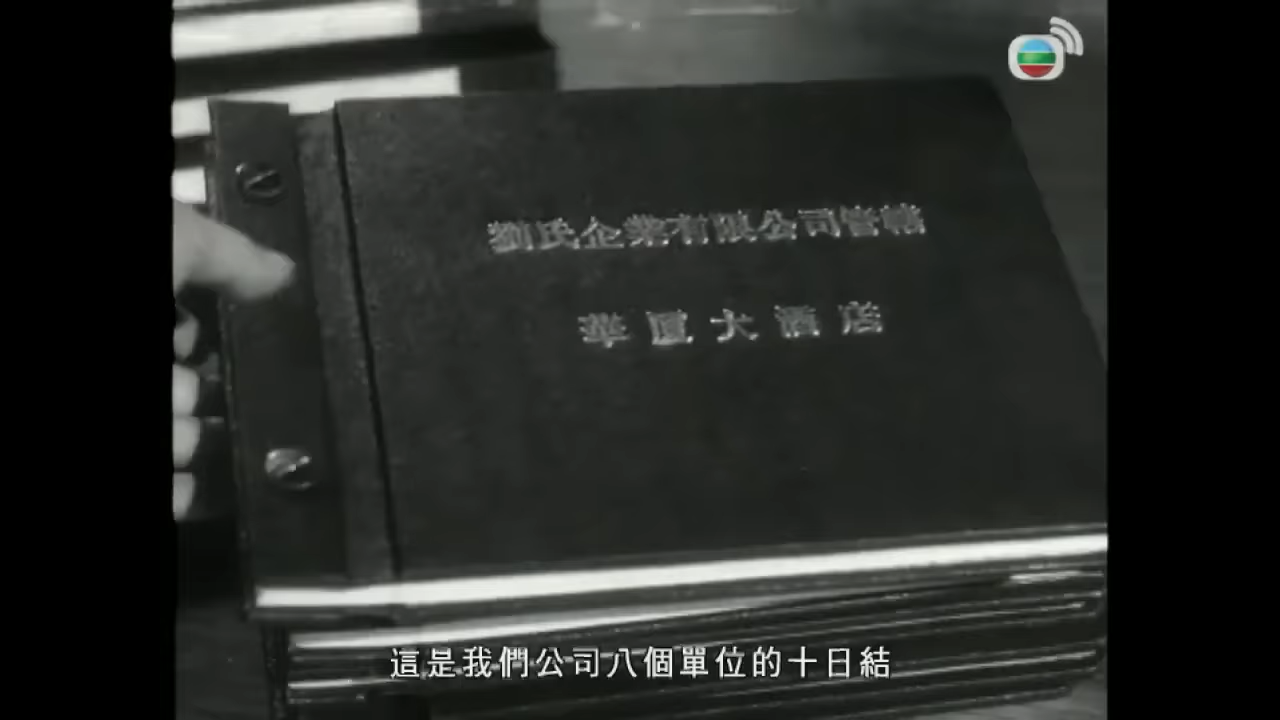 劉氏企業有限公司管轄
華厦大酒店
這是我們公司八個單位的十日結